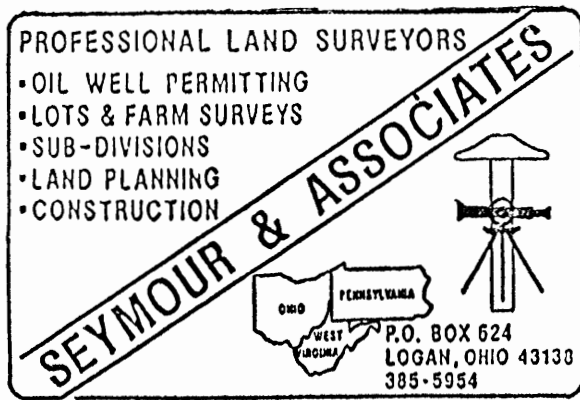 PROFESSIONAL LAND SURVEYORS
▪OIL WELL PERMITTING
▪LOTS & FARM SURVEYS
▪SUB-DIVISIONS
▪LAND PLANNING
▪CONSTRUCTION
SEYMOUR & ASSOCIATES
OHIO
PENNSYLVANIA
WEST
VIRGINIA
P.O. BOX 624
LOGAN, OHIO 43138
385-5954